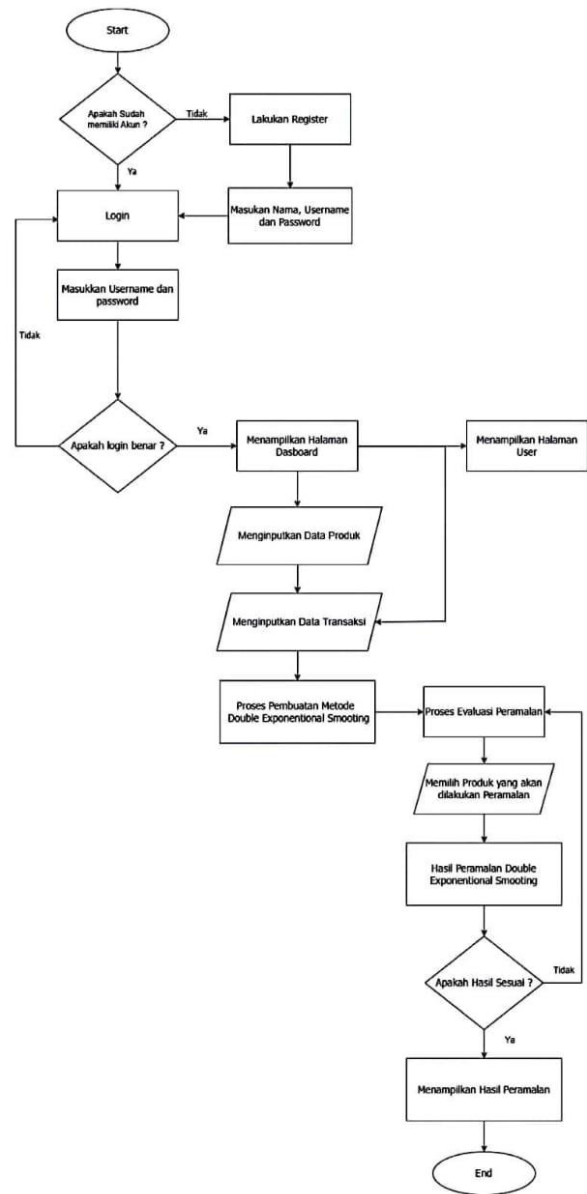 Start
Apakah Sudah
memiliki Akun ?
Tidak
Lakukan Register
Ya
Login
Masukan Nama, Username
dan Password
Masukkan Username dan
password
Tidak
Apakah login benar ?
Ya
Menampilkan Halaman
Dasboard
Menampilkan Halaman
User
Menginputkan Data Produk
Menginputkan Data Transaksi
Proses Pembuatan Metode
Double Exponentional Smooting
Proses Evaluasi Peramalan
Memilih Produk yang akan
dilakukan Peramalan
Hasil Peramalan Double
Exponentional Smooting
Apakah Hasil Sesuai ?
Tidak
Ya
Menampilkan Hasil Peramalan
End